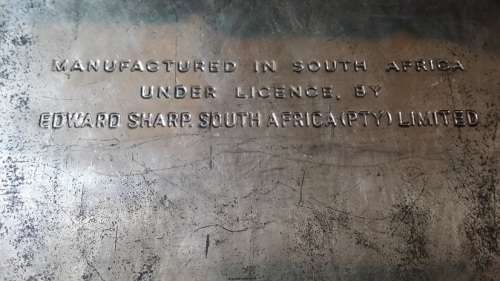 MANUFACTURED IN SOUTH AFRICA
UNDER LICENCE, BY
EDWARD SHARP. SOUTH AFRICA (PTY) LIMITED